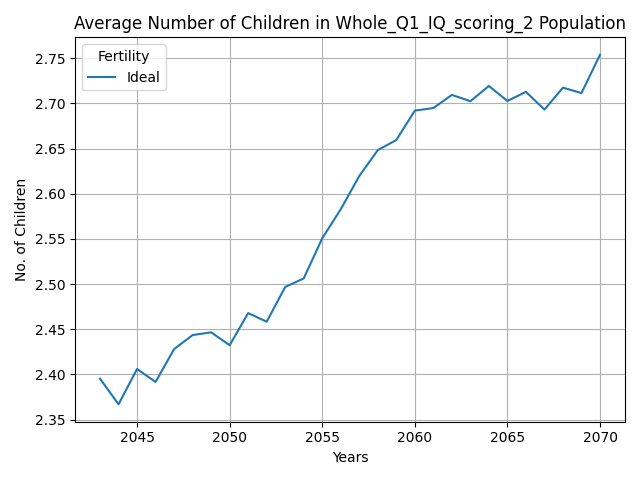 Average Number of Children in Whole_Q1_IQ_scoring_2 Population
Fertility
Ideal
No. of Children
2.75
2.70
2.65
2.60
2.55
2.50
2.45
2.40
2.35
2045 2050 2055 2060 2065 2070
Years